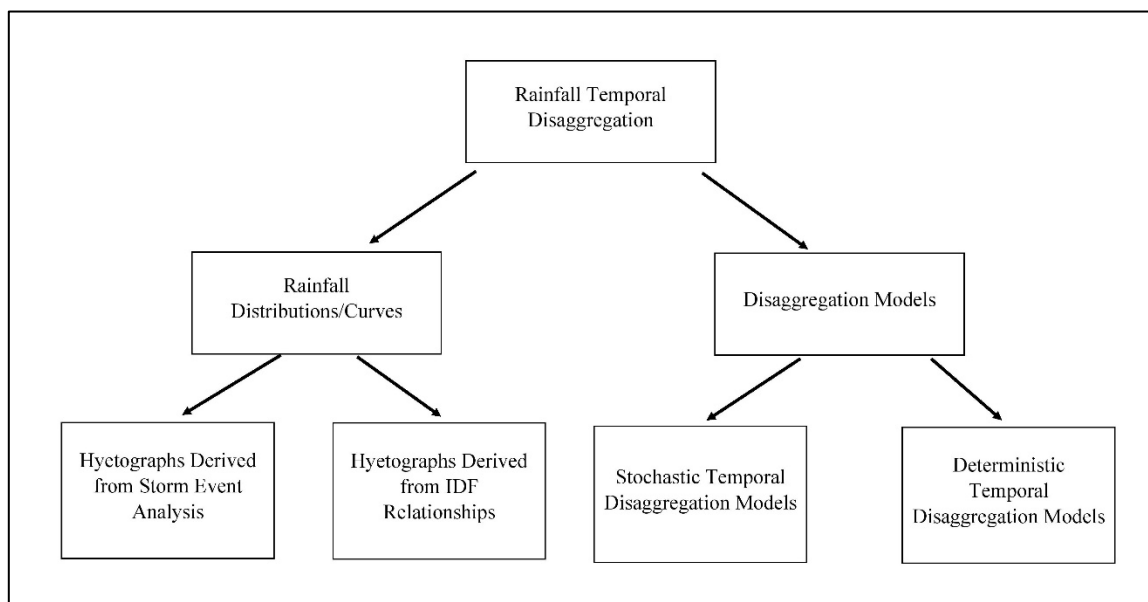 Rainfall Temporal
Disaggregation
Rainfall
Distributions/Curves
Disaggregation Models
Hyetographs Derived
from Storm Event
Analysis
Hyetographs Derived
from IDF
Relationships
Stochastic Temporal
Disaggregation Models
Deterministic
Temporal
Disaggregation Models